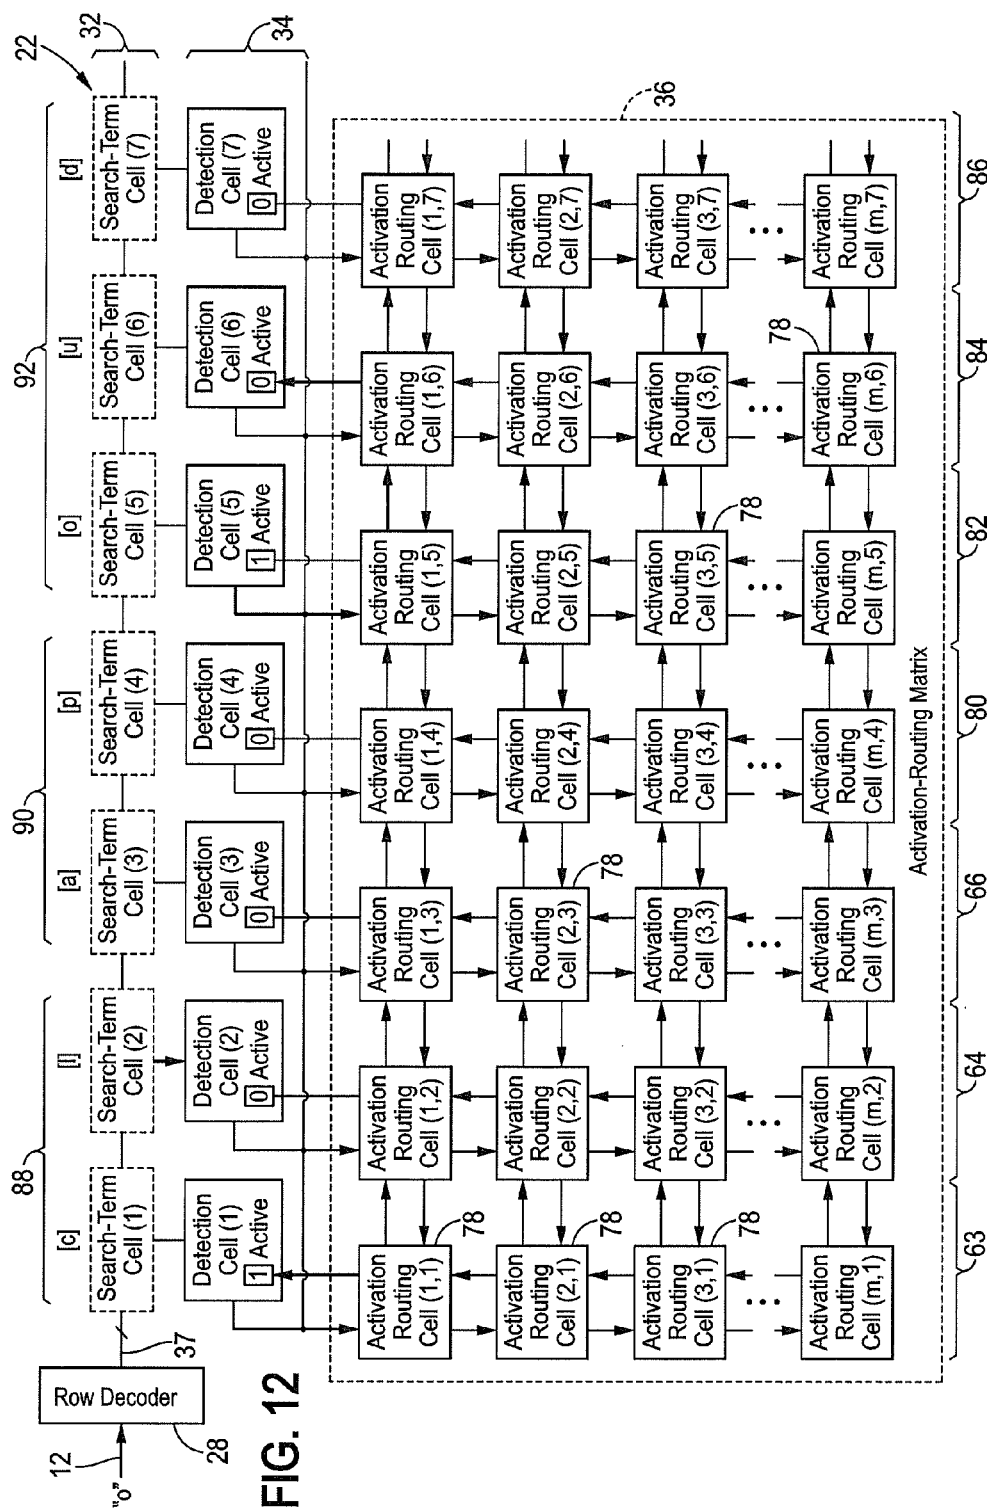 88
90
92
22
32
[c]
[l]
[a]
[p]
[o]
[u]
[d]
"o"
12
Row Decoder
28
37
Search-Term
Cell (1)
Search-Term
Cell (2)
Search-Term
Cell (3)
Search-Term
Cell (4)
Search-Term
Cell (5)
Search-Term
Cell (6)
Search-Term
Cell (7)
34
Detection
Cell (1)
1 Active
Detection
Cell (2)
0 Active
Detection
Cell (3)
0 Active
Detection
Cell (4)
0 Active
Detection
Cell (5)
1 Active
Detection
Cell (6)
0 Active
Detection
Cell (7)
0 Active
FIG. 12
36
Activation
Routing
Cell (1,1)
78
Activation
Routing
Cell (1,2)
Activation
Routing
Cell (1,3)
Activation
Routing
Cell (1,4)
Activation
Routing
Cell (1,5)
Activation
Routing
Cell (1,6)
Activation
Routing
Cell (1,7)
Activation
Routing
Cell (2,1)
78
Activation
Routing
Cell (2,2)
Activation
Routing
Cell (2,3)
78
Activation
Routing
Cell (2,4)
Activation
Routing
Cell (2,5)
Activation
Routing
Cell (2,6)
Activation
Routing
Cell (2,7)
Activation
Routing
Cell (3,1)
78
Activation
Routing
Cell (3,2)
Activation
Routing
Cell (3,3)
Activation
Routing
Cell (3,4)
Activation
Routing
Cell (3,5)
78
Activation
Routing
Cell (3,6)
Activation
Routing
Cell (3,7)
Activation
Routing
Cell (m,1)
Activation
Routing
Cell (m,2)
Activation
Routing
Cell (m,3)
Activation
Routing
Cell (m,4)
Activation
Routing
Cell (m,5)
78
Activation
Routing
Cell (m,6)
Activation
Routing
Cell (m,7)
Activation-Routing Matrix
63
64
66
80
82
84
86